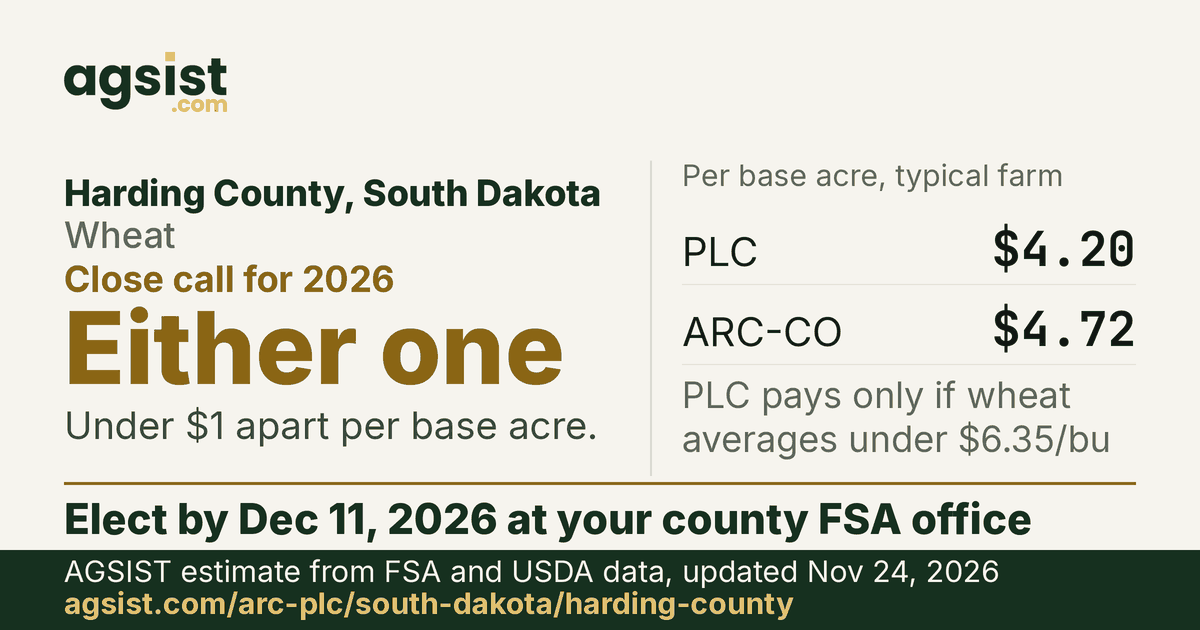 agsist
.com
Harding County, South Dakota
Wheat
Close call for 2026
Either one
Under $1 apart per base acre.
Per base acre, typical farm
PLC $4.20
ARC-CO $4.72
PLC pays only if wheat
averages under $6.35/bu
Elect by Dec 11, 2026 at your county FSA office
AGSIST estimate from FSA and USDA data, updated Nov 24, 2026
agsist.com/arc-plc/south-dakota/harding-county